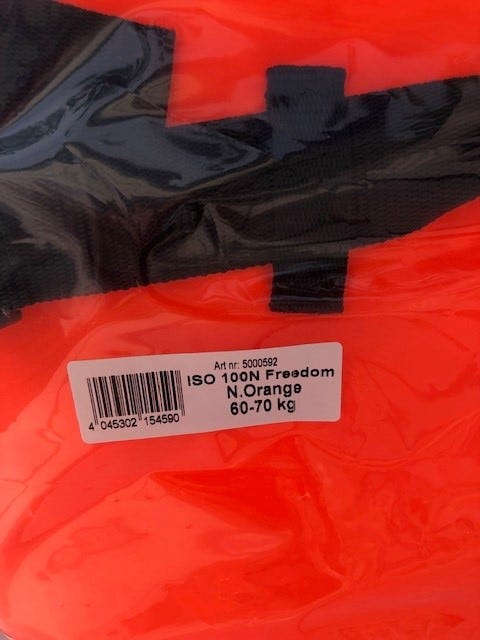 Art nr: 5000592
ISO 100N Freedom
N.Orange
60-70 kg
4 045302 154590